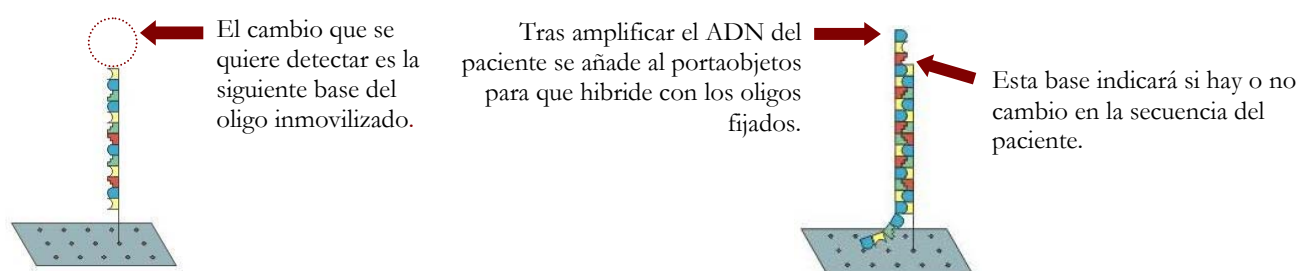 El cambio que se
quiere detectar es la
siguiente base del
oligo inmovilizado.
Tras amplificar el ADN del
paciente se añade al portaobjetos
para que hibride con los oligos
fijados.
Esta base indicará si hay o no
cambio en la secuencia del
paciente.